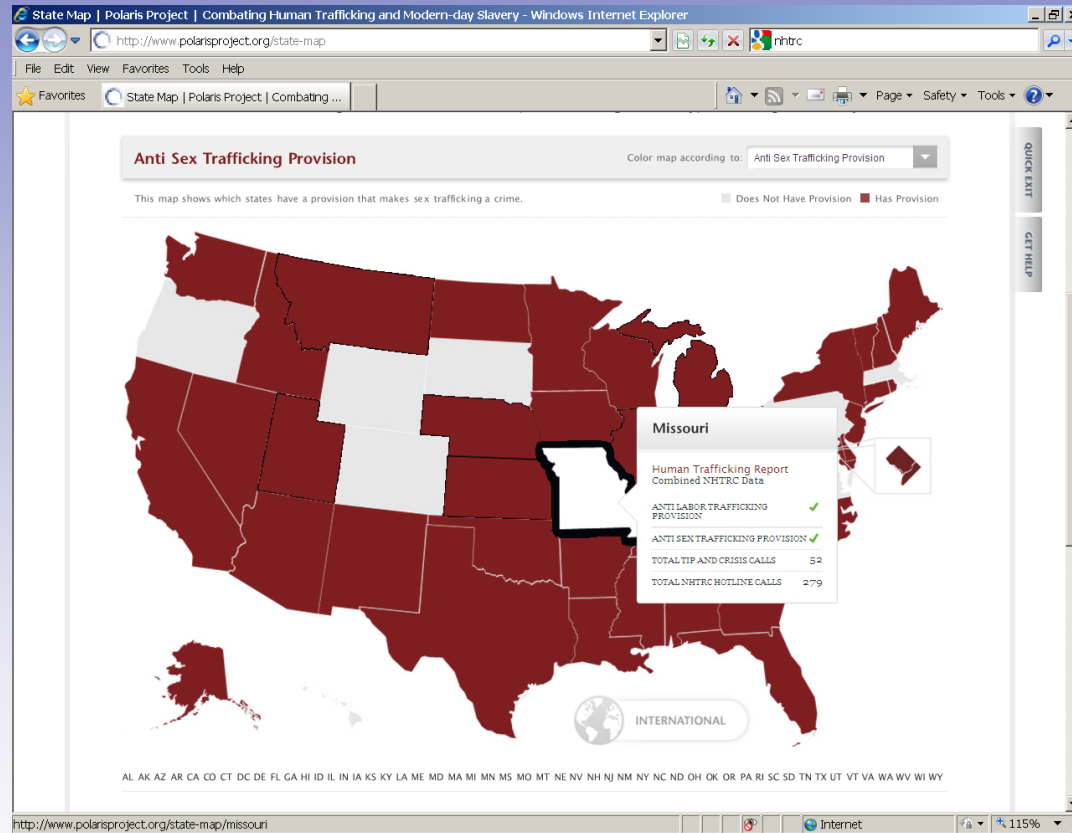 State Map | Polaris Project | Combating Human Trafficking and Modern-day Slavery - Windows Internet Explorer
http://www.polarisproject.org/state-map
nhtrc
File Edit View Favorites Tools Help
Favorites
State Map | Polaris Project | Combating ...
Page Safety Tools
QUICK EXIT
GET HELP
Anti Sex Trafficking Provision
Color map according to: Anti Sex Trafficking Provision
This map shows which states have a provision that makes sex trafficking a crime.
Does Not Have Provision Has Provision
Missouri
Human Trafficking Report
Combined NHTRC Data
ANTI LABOR TRAFFICKING
PROVISION
ANTI SEX TRAFFICKING PROVISION
TOTAL TIP AND CRISIS CALLS 52
TOTAL NHTRC HOTLINE CALLS 279
INTERNATIONAL
AL AK AZ AR CA CO CT DC DE FL GA HI ID IL IN IA KS KY LA ME MD MA MI MN MS MO MT NE NV NH NJ NM NY NC ND OH OK OR PA RI SC SD TN TX UT VT VA WA WV WI WY
http://www.polarisproject.org/state-map/missouri
Internet
115%